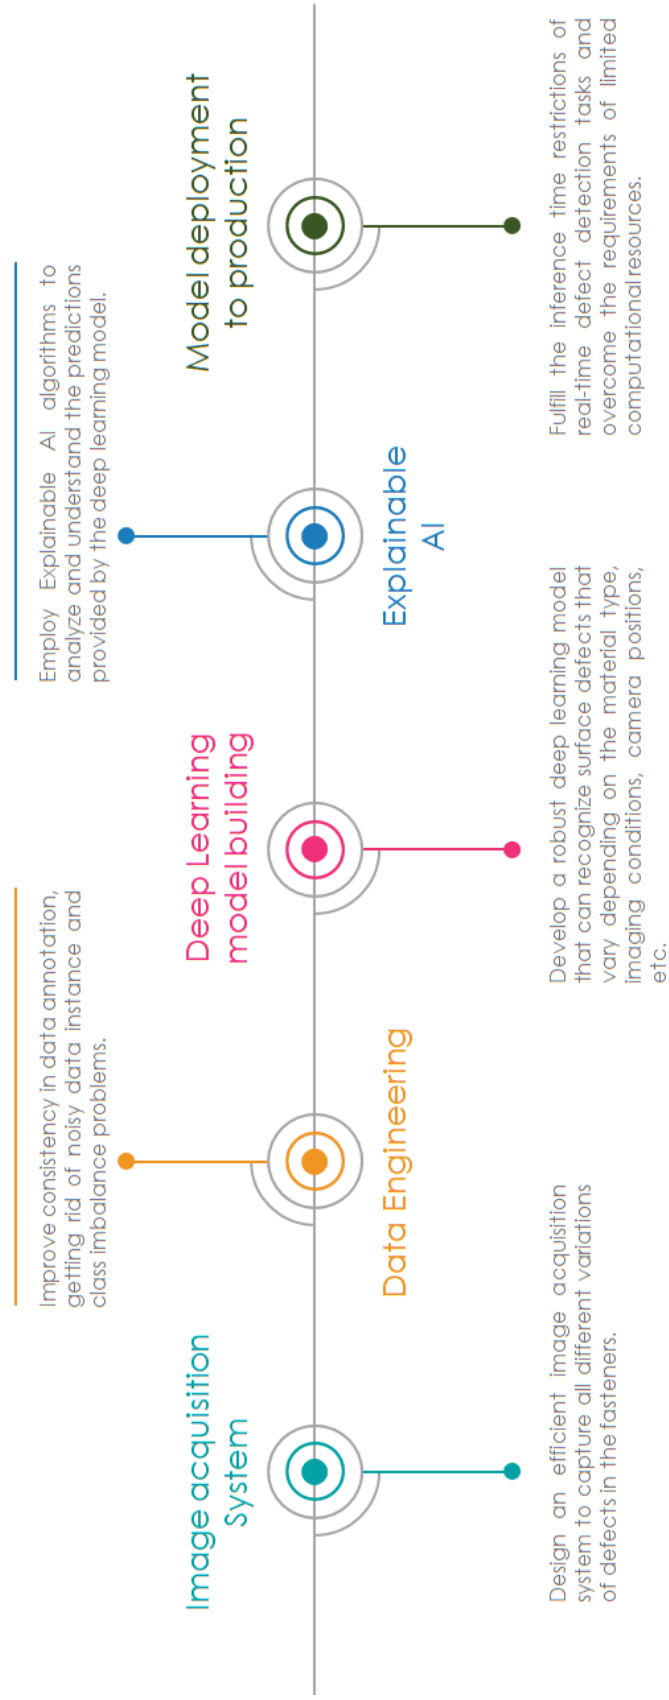 Image acquisition
System
Design an efficient image acquisition
system to capture all different variations
of defects in the fasteners.
Improve consistency in data annotation,
getting rid of noisy data instance and
class imbalance problems.
Data Engineering
Deep Learning
model building
Develop a robust deep learning model
that can recognize surface defects that
vary depending on the material type,
imaging conditions, camera positions,
etc.
Employ Explainable AI algorithms to
analyze and understand the predictions
provided by the deep learning model.
Explainable
AI
Model deployment
to production
Fulfill the inference time restrictions of
real-time defect detection tasks and
overcome the requirements of limited
computational resources.